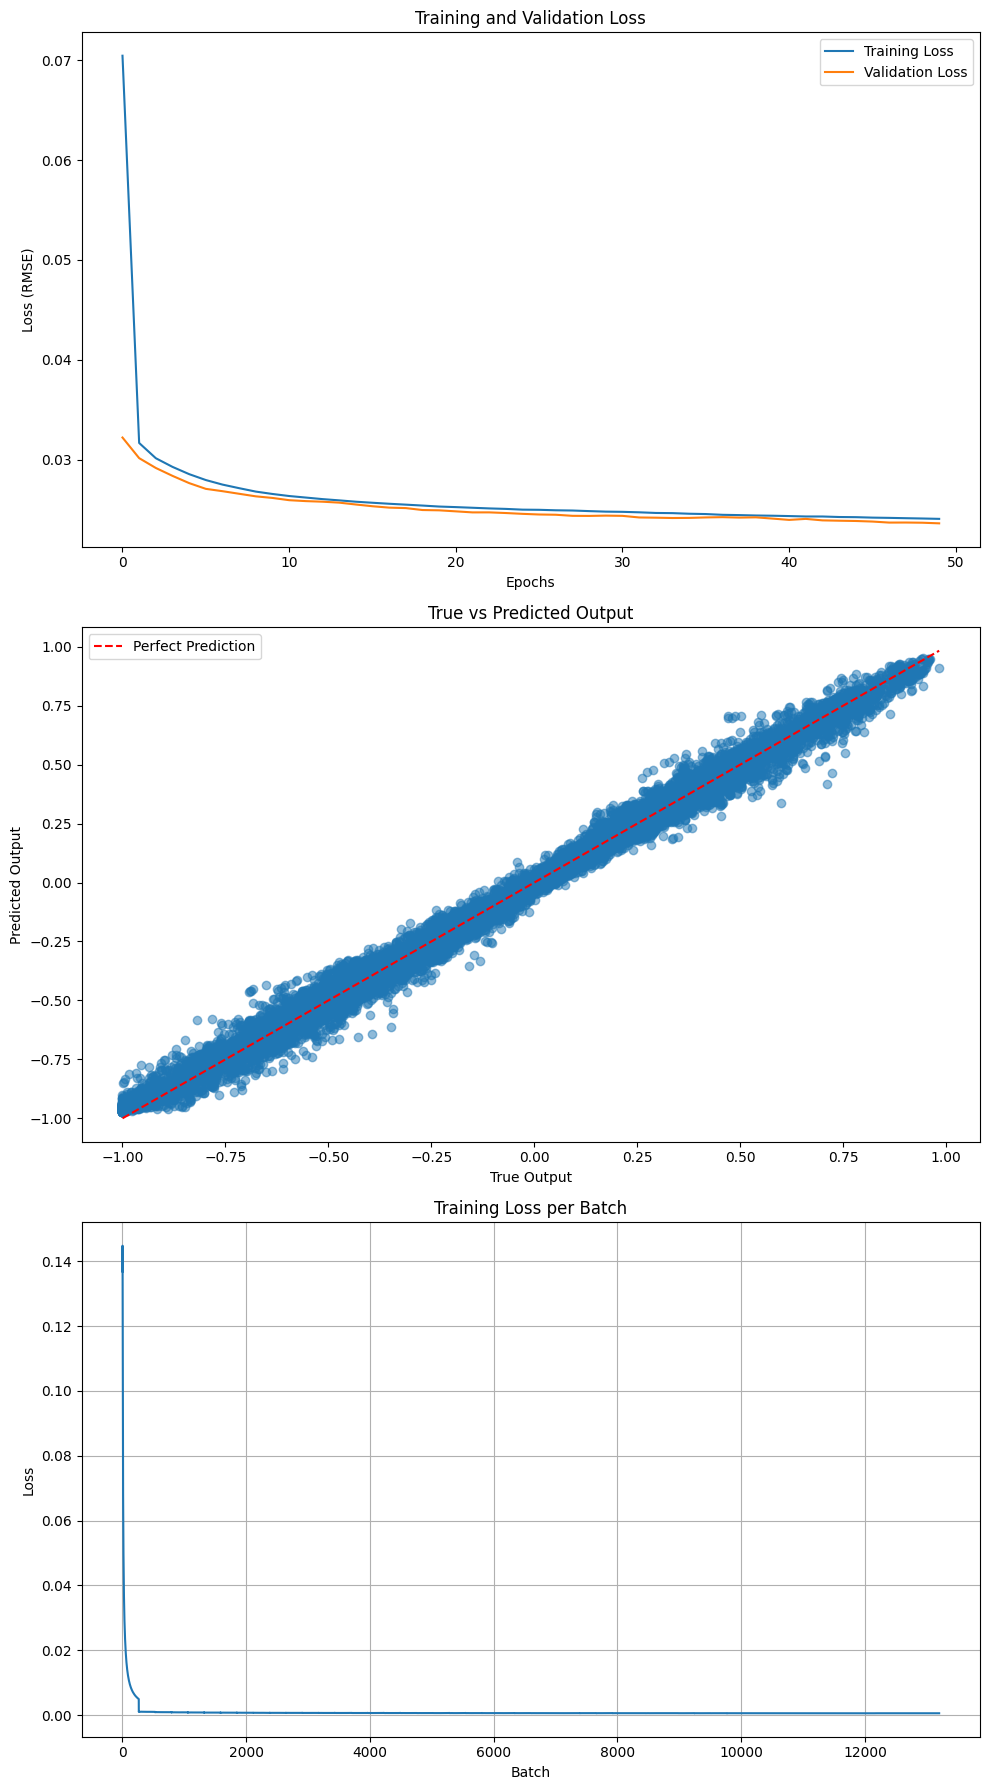 Training and Validation Loss
Training Loss
Validation Loss
0.07
0.06
0.05
0.04
0.03
Loss (RMSE)
0 10 20 30 40 50
Epochs
True vs Predicted Output
Perfect Prediction
1.00
0.75
0.50
0.25
0.00
−0.25
−0.50
−0.75
−1.00
Predicted Output
−1.00 −0.75 −0.50 −0.25 0.00 0.25 0.50 0.75 1.00
True Output
Training Loss per Batch
0.14
0.12
0.10
0.08
0.06
0.04
0.02
0.00
Loss
0 2000 4000 6000 8000 10000 12000
Batch